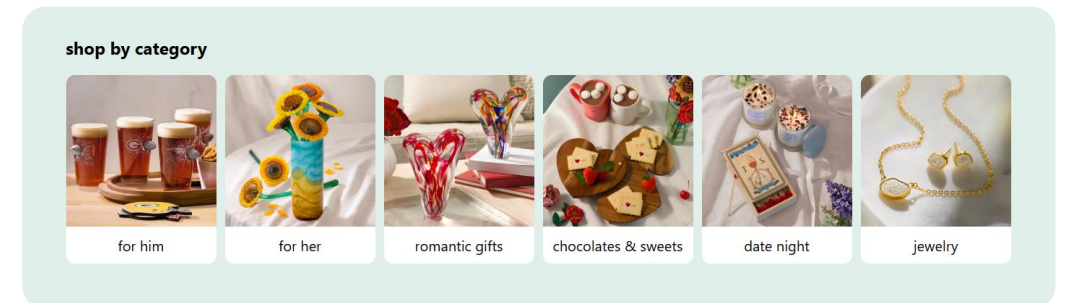 shop by category
for him
for her
romantic gifts
chocolates & sweets
date night
jewelry